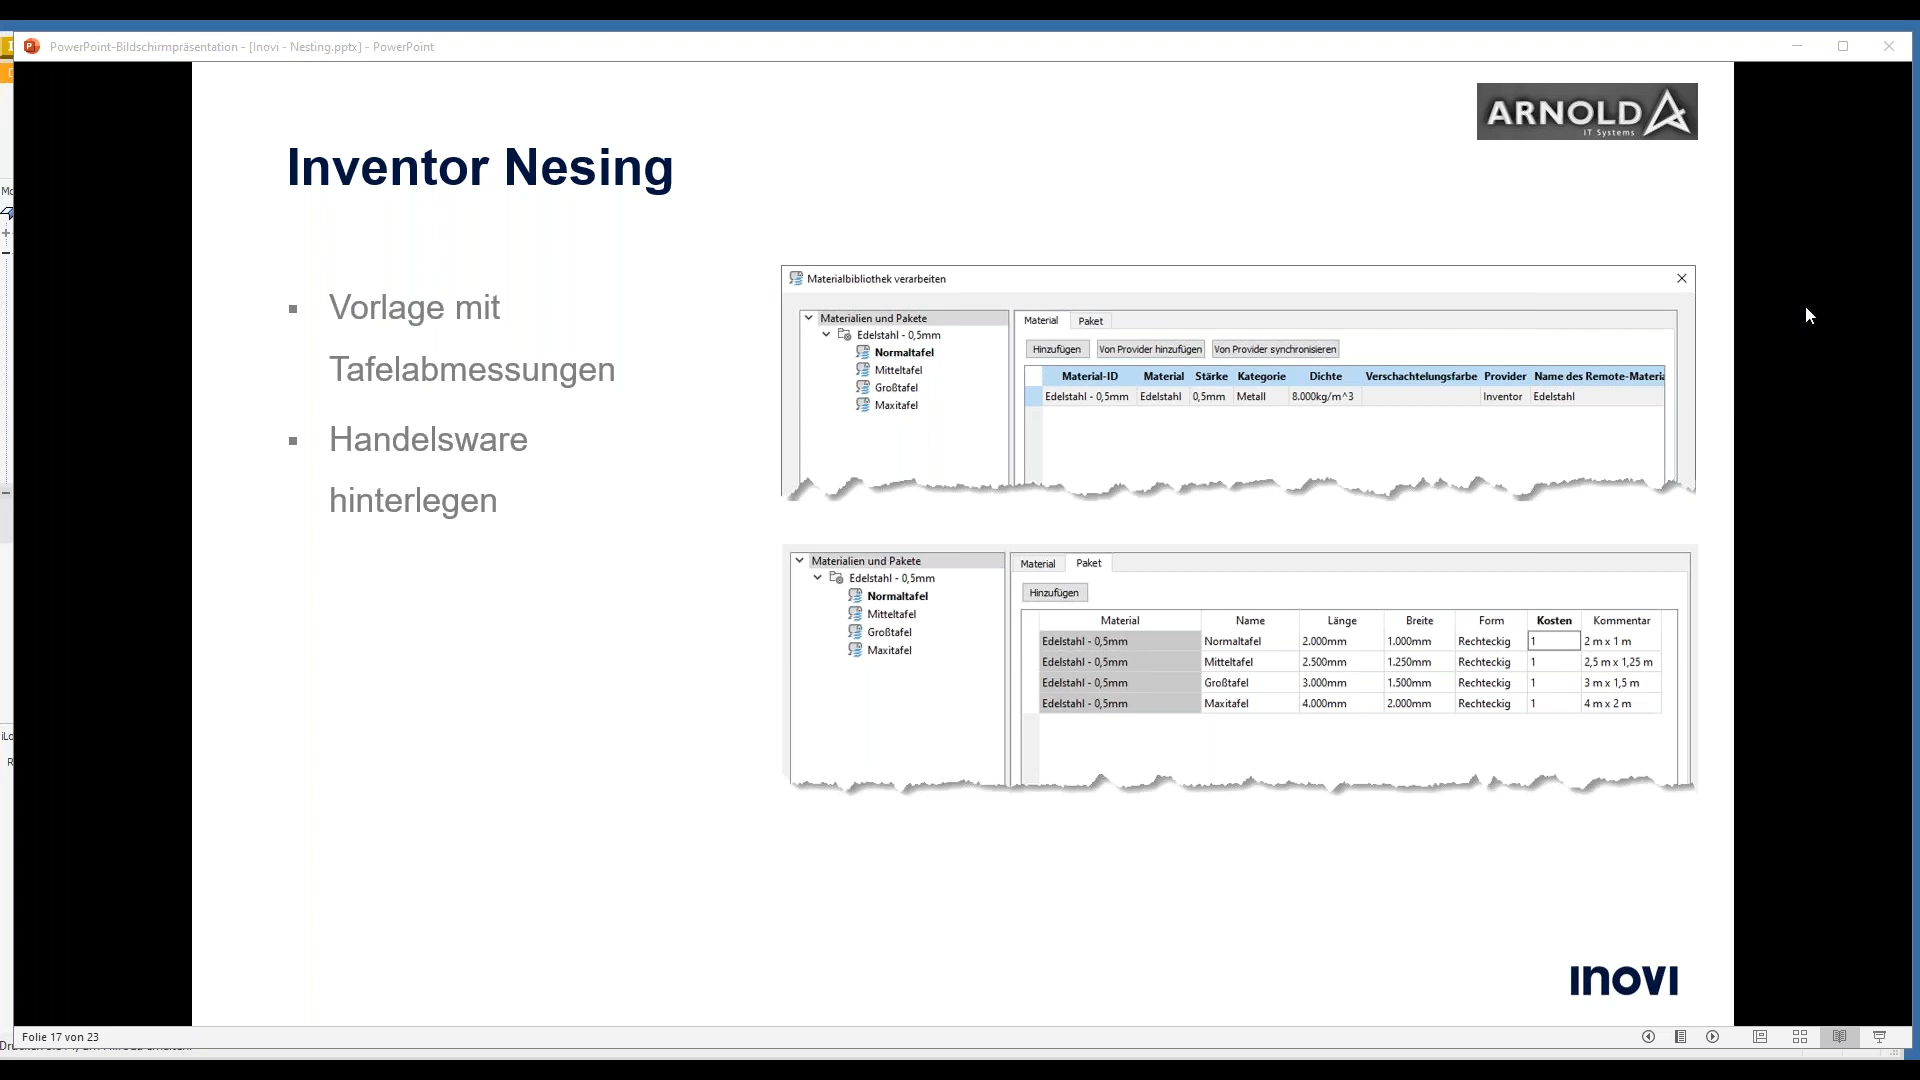 PowerPoint-Bildschirmpräsentation - [Inovi - Nesting.pptx] - PowerPoint
ARNOLD
IT Systems
Inventor Nesing
▪ Vorlage mit
Tafelabmessungen
▪ Handelsware
hinterlegen
Materialbibliothek verarbeiten
Materialien und Pakete
Edelstahl - 0,5mm
Normaltafel
Mitteltafel
Großtafel
Maxitafel
Material Paket
Hinzufügen Von Provider hinzufügen Von Provider synchronisieren
Material-ID Material Stärke Kategorie Dichte Verschachtelungsfarbe Provider Name des Remote-Materia
Edelstahl - 0,5mm Edelstahl 0,5mm Metall 8.000kg/m^3 Inventor Edelstahl
Materialien und Pakete
Edelstahl - 0,5mm
Normaltafel
Mitteltafel
Großtafel
Maxitafel
Material Paket
Hinzufügen
Material Name Länge Breite Form Kosten Kommentar
Edelstahl - 0,5mm Normaltafel 2.000mm 1.000mm Rechteckig 1 2 m x 1 m
Edelstahl - 0,5mm Mitteltafel 2.500mm 1.250mm Rechteckig 1 2,5 m x 1,25 m
Edelstahl - 0,5mm Großtafel 3.000mm 1.500mm Rechteckig 1 3 m x 1,5 m
Edelstahl - 0,5mm Maxitafel 4.000mm 2.000mm Rechteckig 1 4 m x 2 m
INOVI
Folie 17 von 23